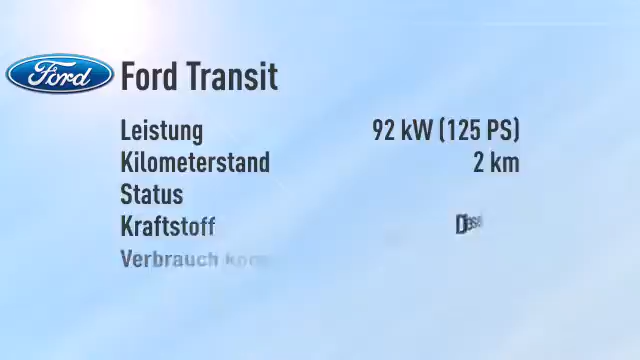 Ford Ford Transit
Leistung 92 kW (125 PS)
Kilometerstand 2 km
Status
Kraftstoff
Verbrauch